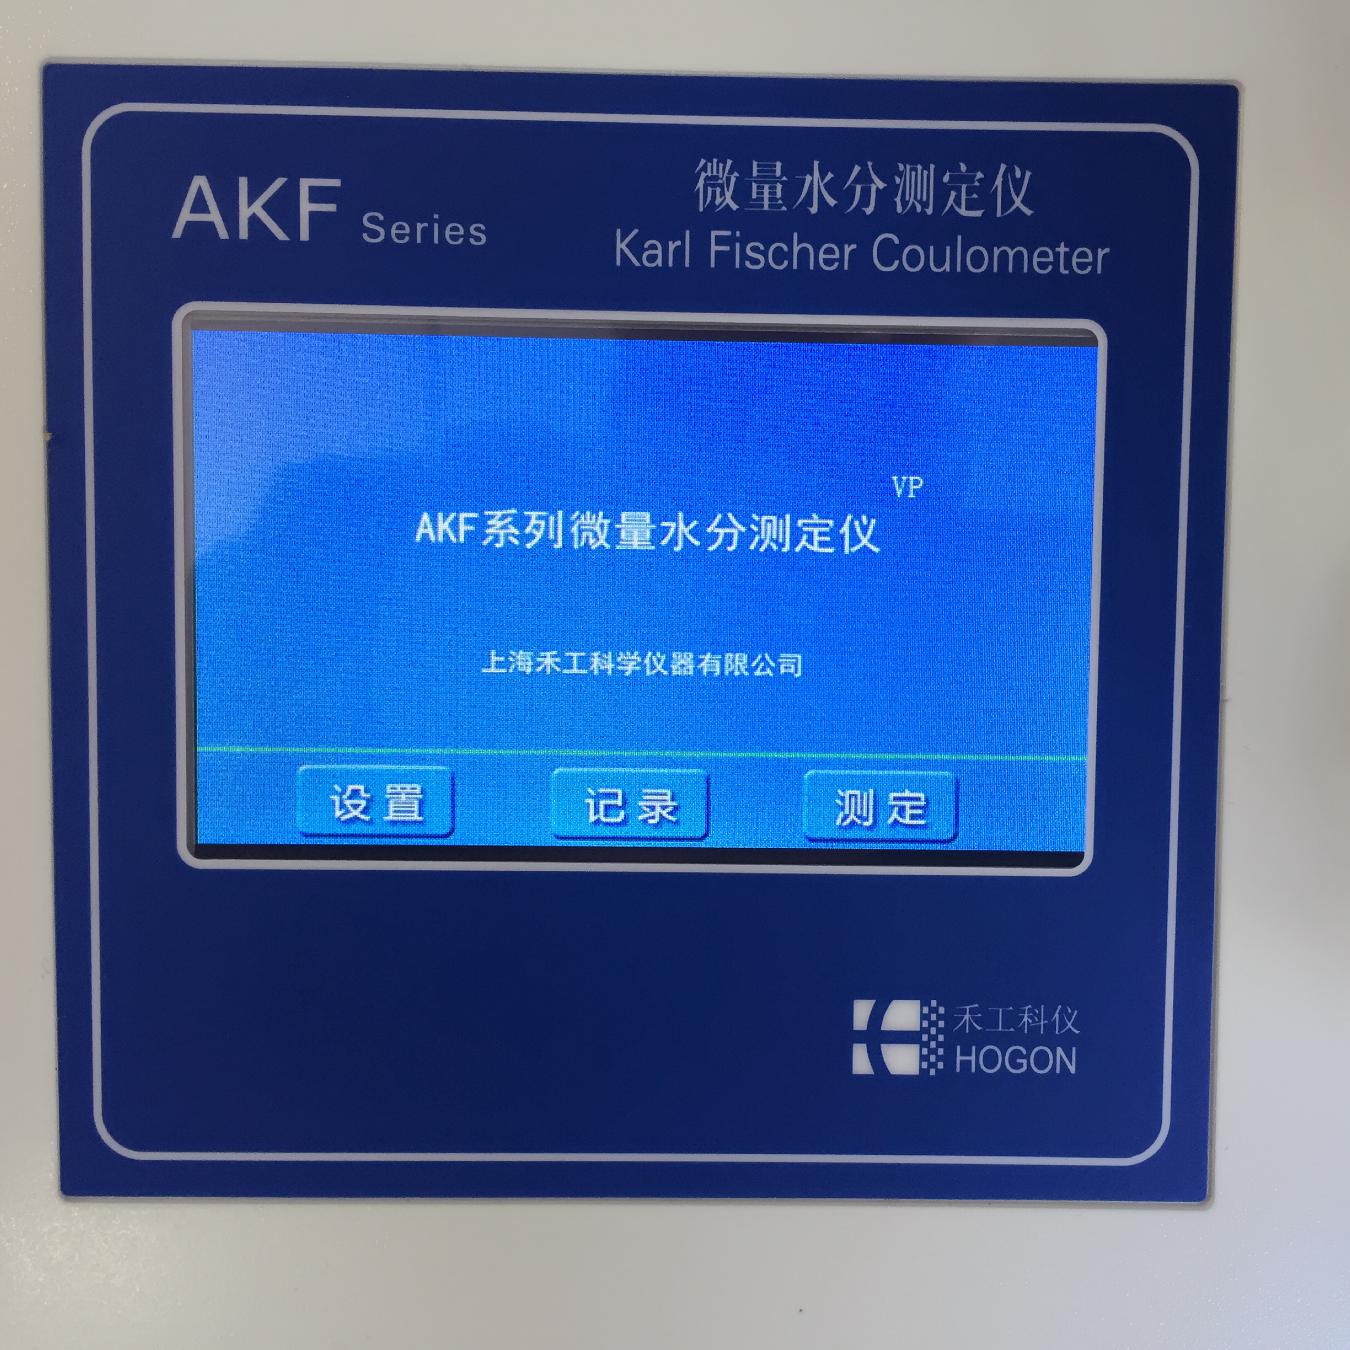 AKF Series
微量水分测定仪
Karl Fischer Coulometer
VP
AKF系列微量水分测定仪
上海禾工科学仪器有限公司
设置 记录 测定
禾工科仪
HOGON